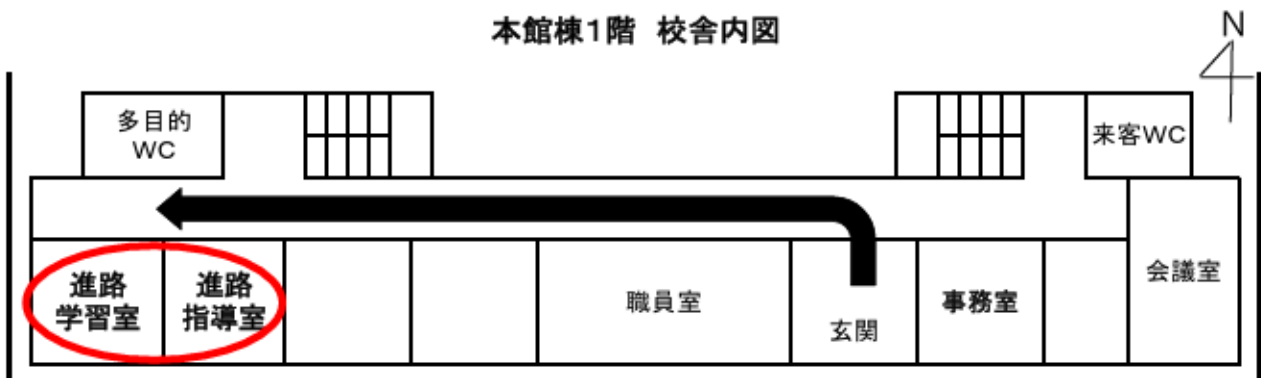 本館棟1階 校舎内図
N
多目的
WC
来客WC
進路
学習室
進路
指導室
職員室
玄関
事務室
会議室